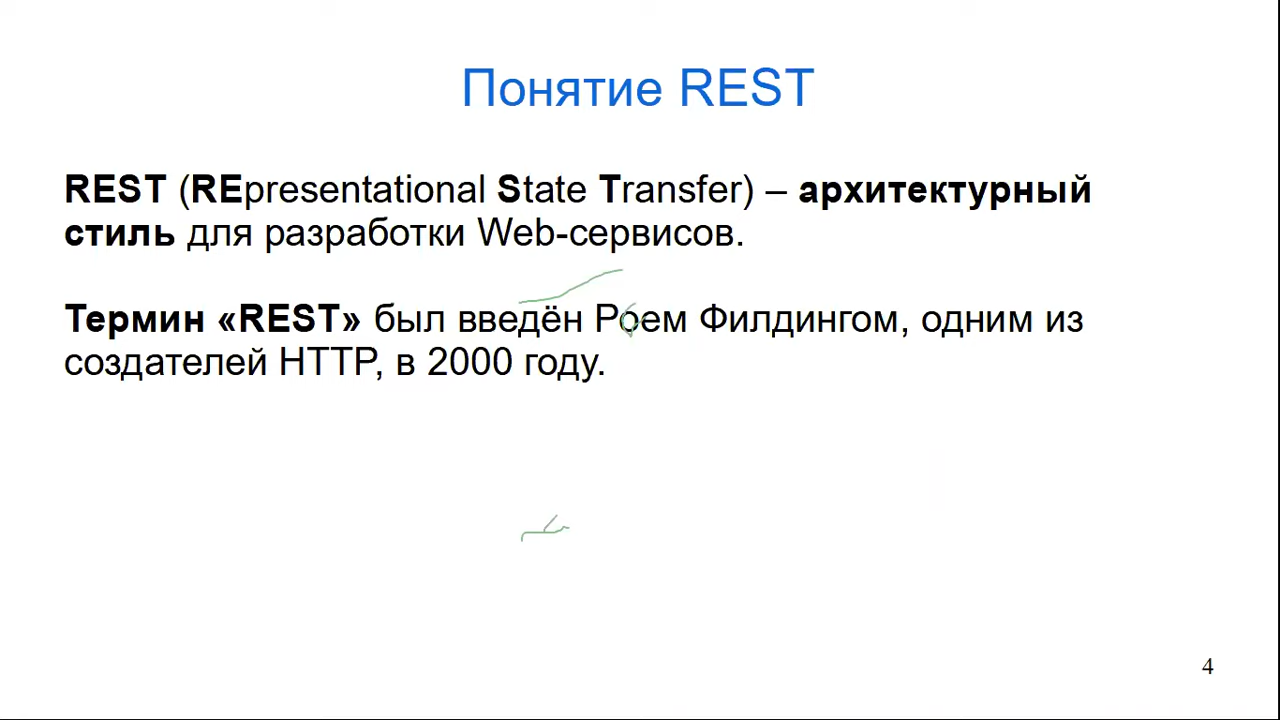 Понятие REST
REST (REpresentational State Transfer) – архитектурный
стиль для разработки Web-сервисов.
Термин «REST» был введён Роем Филдингом, одним из
создателей HTTP, в 2000 году.
4